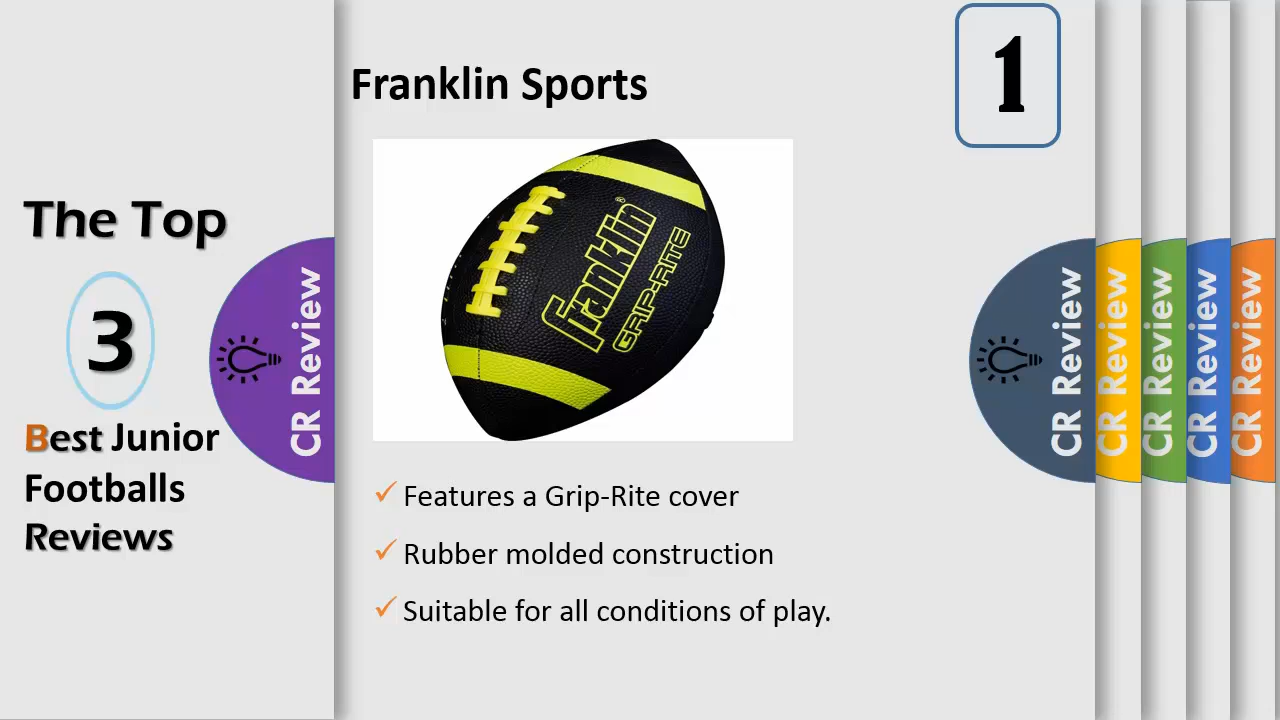 The Top
3
Best Junior
Footballs
Reviews
CR Review
Franklin Sports
1
franklin®
GRIP-RITE
Features a Grip-Rite cover
Rubber molded construction
Suitable for all conditions of play.
CR Review
CR Review
CR Review
CR Review
CR Review